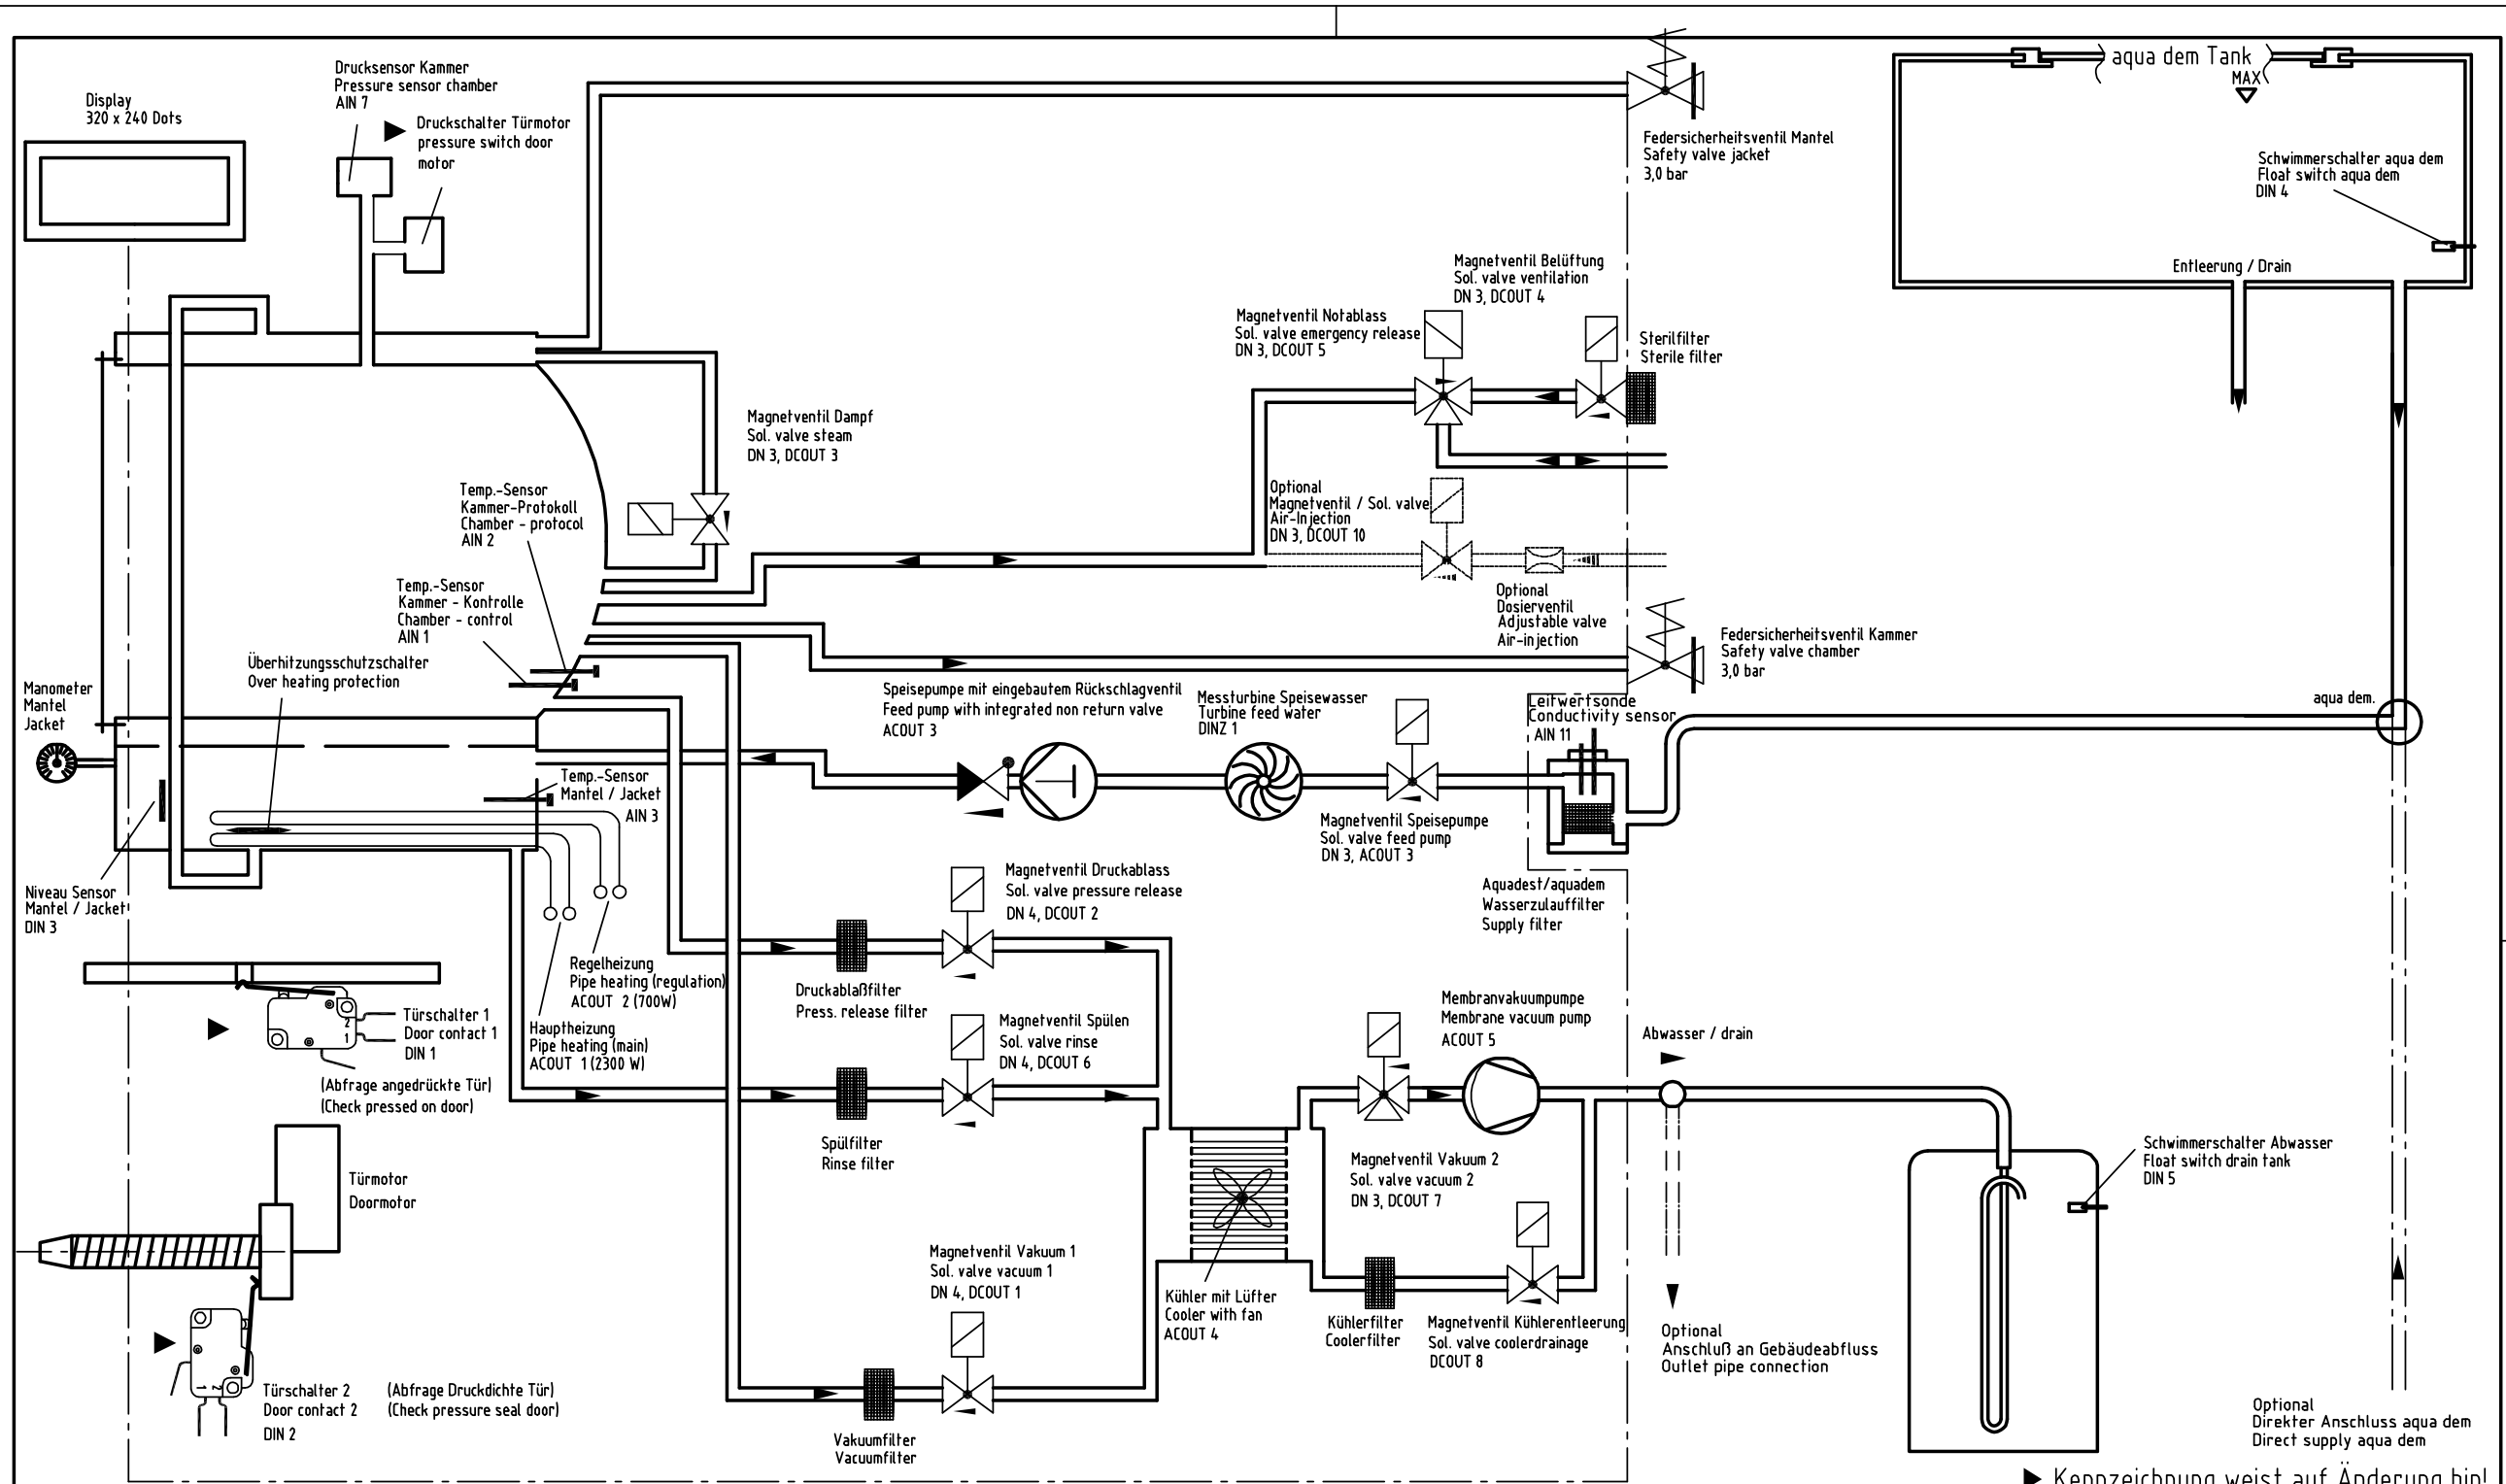 Display
320 x 240 Dots
Drucksensor Kammer
Pressure sensor chamber
AIN 7
Druckschalter Türmotor
pressure switch door
motor
Federsicherheitsventil Mantel
Safety valve jacket
3,0 bar
aqua dem Tank
MAX
Schwimmerschalter aqua dem
Float switch aqua dem
DIN 4
Entleerung / Drain
Magnetventil Belüftung
Sol. valve ventilation
DN 3, DCOUT 4
Magnetventil Notablass
Sol. valve emergency release
DN 3, DCOUT 5
Sterilfilter
Sterile filter
Magnetventil Dampf
Sol. valve steam
DN 3, DCOUT 3
Temp.-Sensor
Kammer-Protokoll
Chamber - protocol
AIN 2
Optional
Magnetventil / Sol. valve
Air-Injection
DN 3, DCOUT 10
Temp.-Sensor
Kammer - Kontrolle
Chamber - control
AIN 1
Optional
Dosierventil
Adjustable valve
Air-injection
Federsicherheitsventil Kammer
Safety valve chamber
3,0 bar
Überhitzungsschutzschalter
Over heating protection
Manometer
Mantel
Jacket
Speisepumpe mit eingebautem Rückschlagventil
Feed pump with integrated non return valve
ACOUT 3
Messturbine Speisewasser
Turbine feed water
DINZ 1
Leitwertsonde
Conductivity sensor
AIN 11
aqua dem.
Temp.-Sensor
Mantel / Jacket
AIN 3
Magnetventil Speisepumpe
Sol. valve feed pump
DN 3, ACOUT 3
Niveau Sensor
Mantel / Jacket
DIN 3
Magnetventil Druckablass
Sol. valve pressure release
DN 4, DCOUT 2
Aquadest/aquadem
Wasserzulauffilter
Supply filter
Regelheizung
Pipe heating (regulation)
ACOUT 2 (700W)
Druckablaßfilter
Press. release filter
Türschalter 1
Door contact 1
DIN 1
2
1
Hauptheizung
Pipe heating (main)
ACOUT 1 (2300 W)
Magnetventil Spülen
Sol. valve rinse
DN 4, DCOUT 6
Membranvakuumpumpe
Membrane vacuum pump
ACOUT 5
Abwasser / drain
(Abfrage angedrückte Tür)
(Check pressed on door)
Spülfilter
Rinse filter
Türmotor
Doormotor
Magnetventil Vakuum 2
Sol. valve vacuum 2
DN 3, DCOUT 7
Schwimmerschalter Abwasser
Float switch drain tank
DIN 5
Magnetventil Vakuum 1
Sol. valve vacuum 1
DN 4, DCOUT 1
Kühler mit Lüfter
Cooler with fan
ACOUT 4
Kühlerfilter
Coolerfilter
Magnetventil Kühlerentleerung
Sol. valve coolerdrainage
DCOUT 8
Optional
Anschluß an Gebäudeabfluss
Outlet pipe connection
1 2
Türschalter 2
Door contact 2
DIN 2
(Abfrage Druckdichte Tür)
(Check pressure seal door)
Vakuumfilter
Vacuumfilter
Optional
Direkter Anschluss aqua dem
Direct supply aqua dem
Kennzeichnung weist auf Änderung hin!